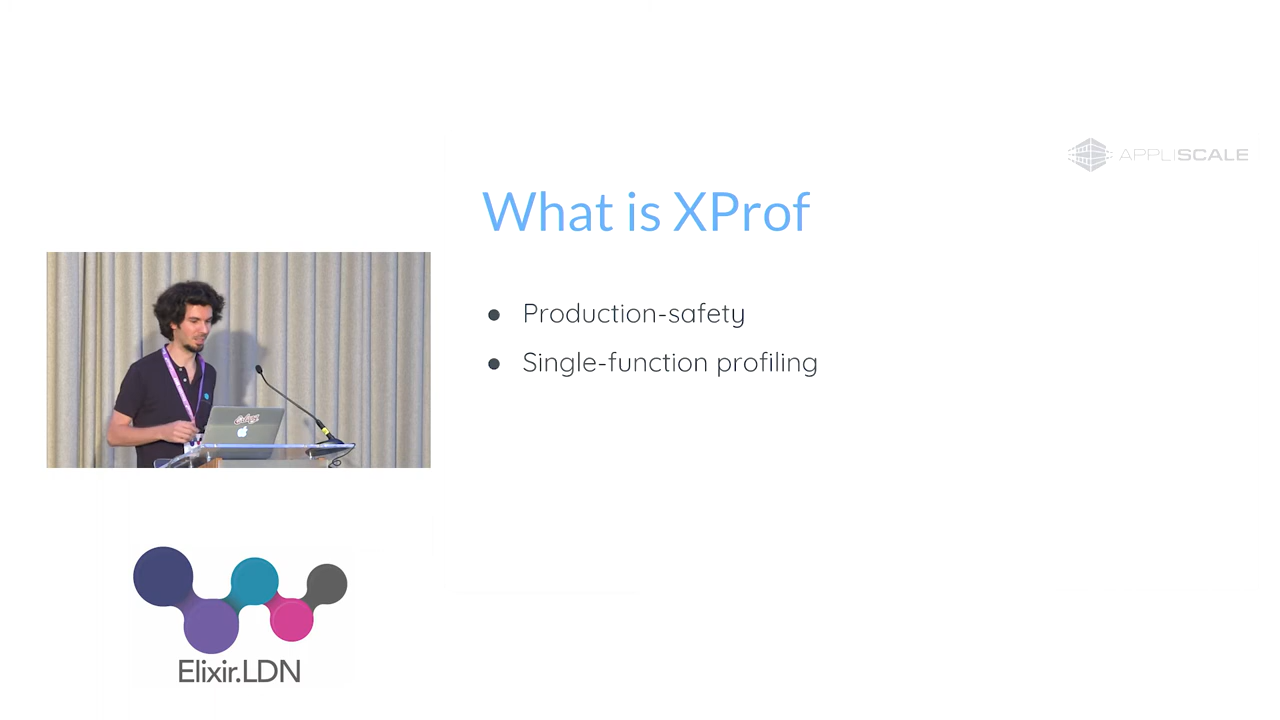 APPLISCALE
What is XProf
● Production-safety
● Single-function profiling
Elixir.LDN